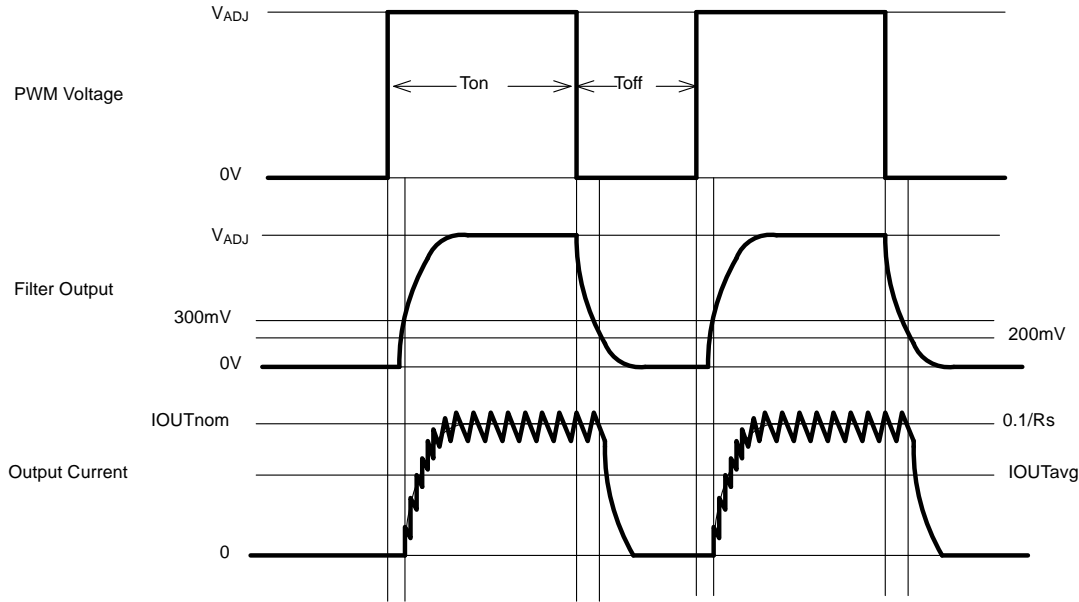 VADJ
PWM Voltage
Ton
Toff
0V
VADJ
Filter Output
300mV
200mV
0V
IOUTnom
0.1/Rs
Output Current
IOUTavg
0